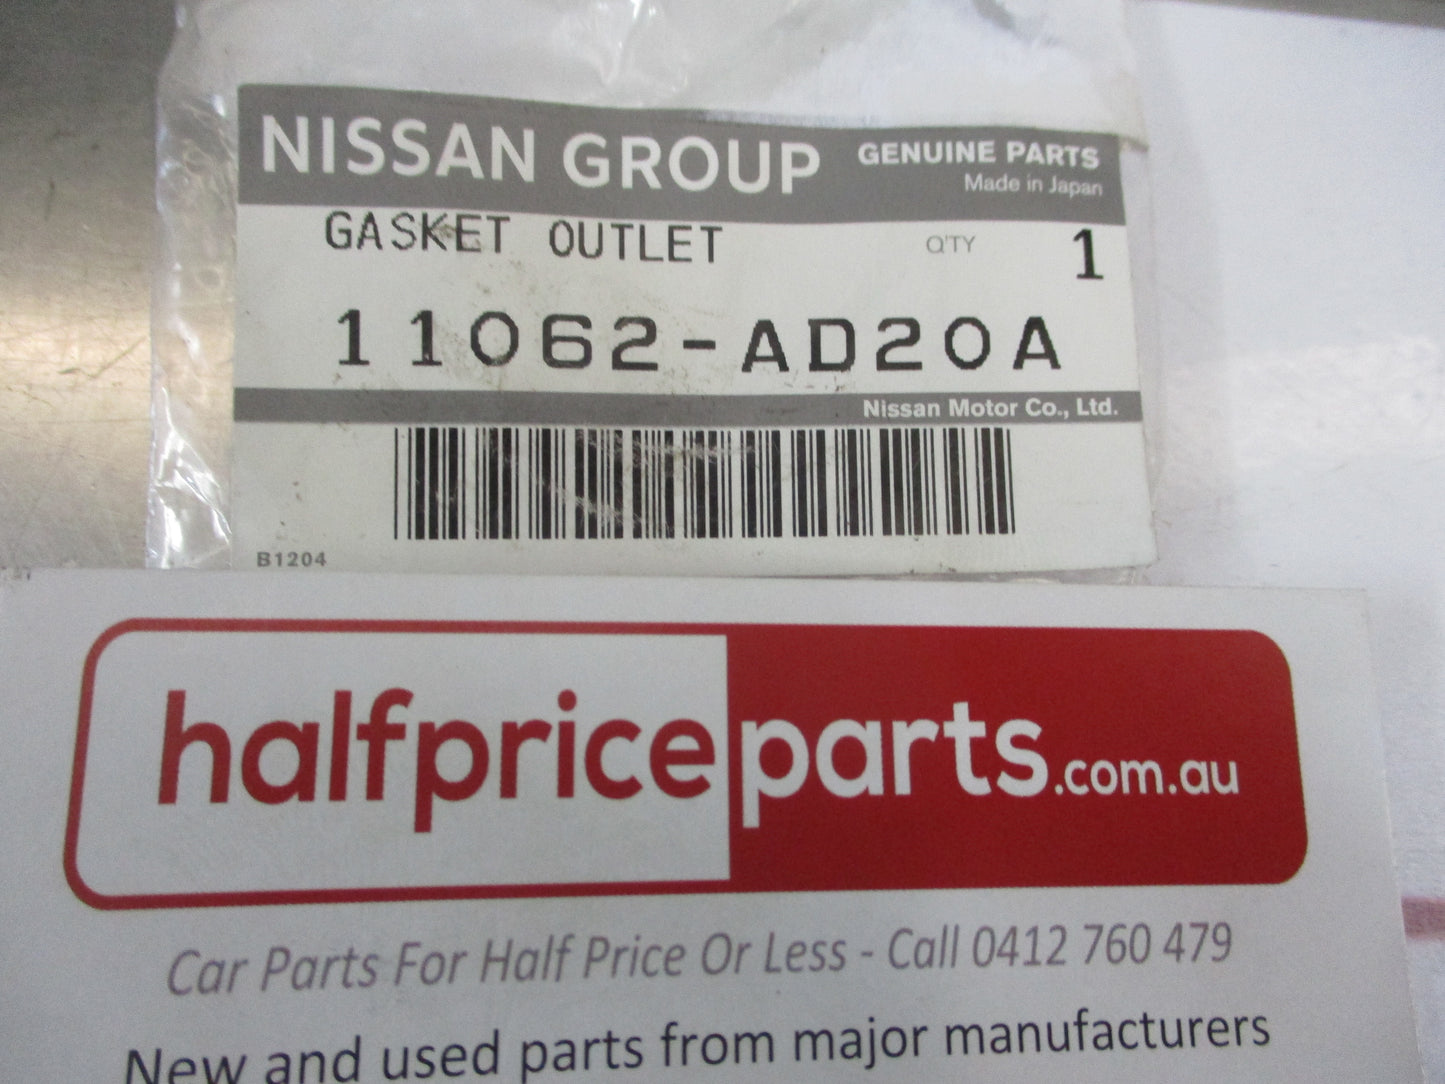 NISSAN GROUP GENUINE PARTS
Made in Japan
GASKET OUTLET Q'TY 1
11062-AD20A
Nissan Motor Co., Ltd.
B1204
halfpriceparts.com.au
Car Parts For Half Price Or Less - Call 0412 760 479
New and used parts from major manufacturers